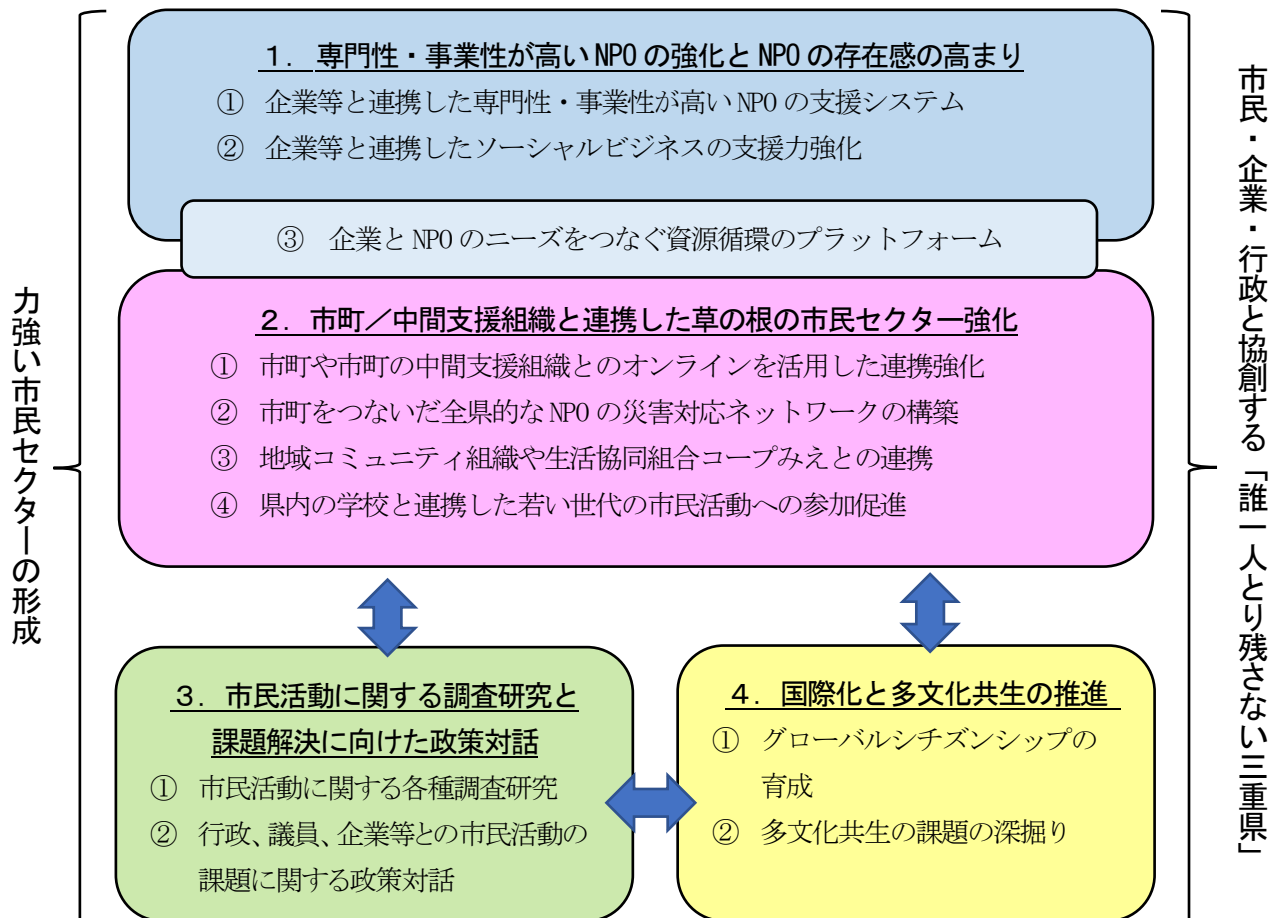 力強い市民セクターの形成
１．専門性・事業性が高いNPOの強化とNPOの存在感の高まり
① 企業等と連携した専門性・事業性が高いNPOの支援システム
② 企業等と連携したソーシャルビジネスの支援力強化
③ 企業とNPOのニーズをつなぐ資源循環のプラットフォーム
２．市町／中間支援組織と連携した草の根の市民セクター強化
① 市町や市町の中間支援組織とのオンラインを活用した連携強化
② 市町をつないだ全県的なNPOの災害対応ネットワークの構築
③ 地域コミュニティ組織や生活協同組合コープみえとの連携
④ 県内の学校と連携した若い世代の市民活動への参加促進
３．市民活動に関する調査研究と
課題解決に向けた政策対話
① 市民活動に関する各種調査研究
② 行政、議員、企業等との市民活動の
課題に関する政策対話
４．国際化と多文化共生の推進
① グローバルシチズンシップの
育成
② 多文化共生の課題の深掘り
市民・企業・行政と協創する「誰一人とり残さない三重県」